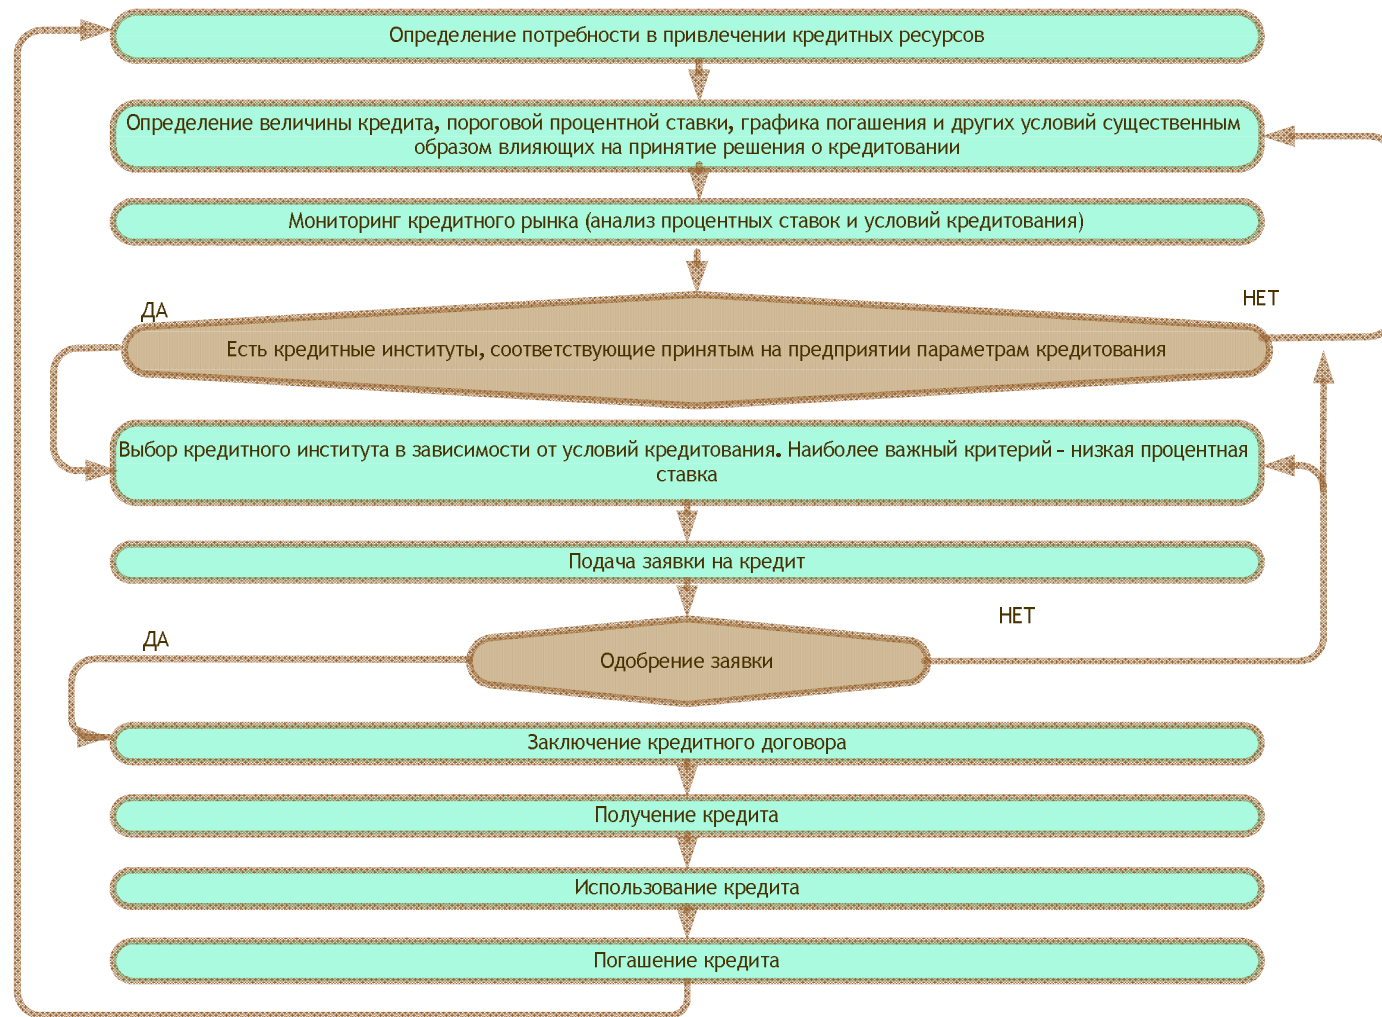 Определение потребности в привлечении кредитных ресурсов
Определение величины кредита, пороговой процентной ставки, графика погашения и других условий существенным
образом влияющих на принятие решения о кредитовании
Мониторинг кредитного рынка (анализ процентных ставок и условий кредитования)
ДА
НЕТ
Есть кредитные институты, соответствующие принятым на предприятии параметрам кредитования
Выбор кредитного института в зависимости от условий кредитования. Наиболее важный критерий - низкая процентная
ставка
Подача заявки на кредит
ДА
НЕТ
Одобрение заявки
Заключение кредитного договора
Получение кредита
Использование кредита
Погашение кредита